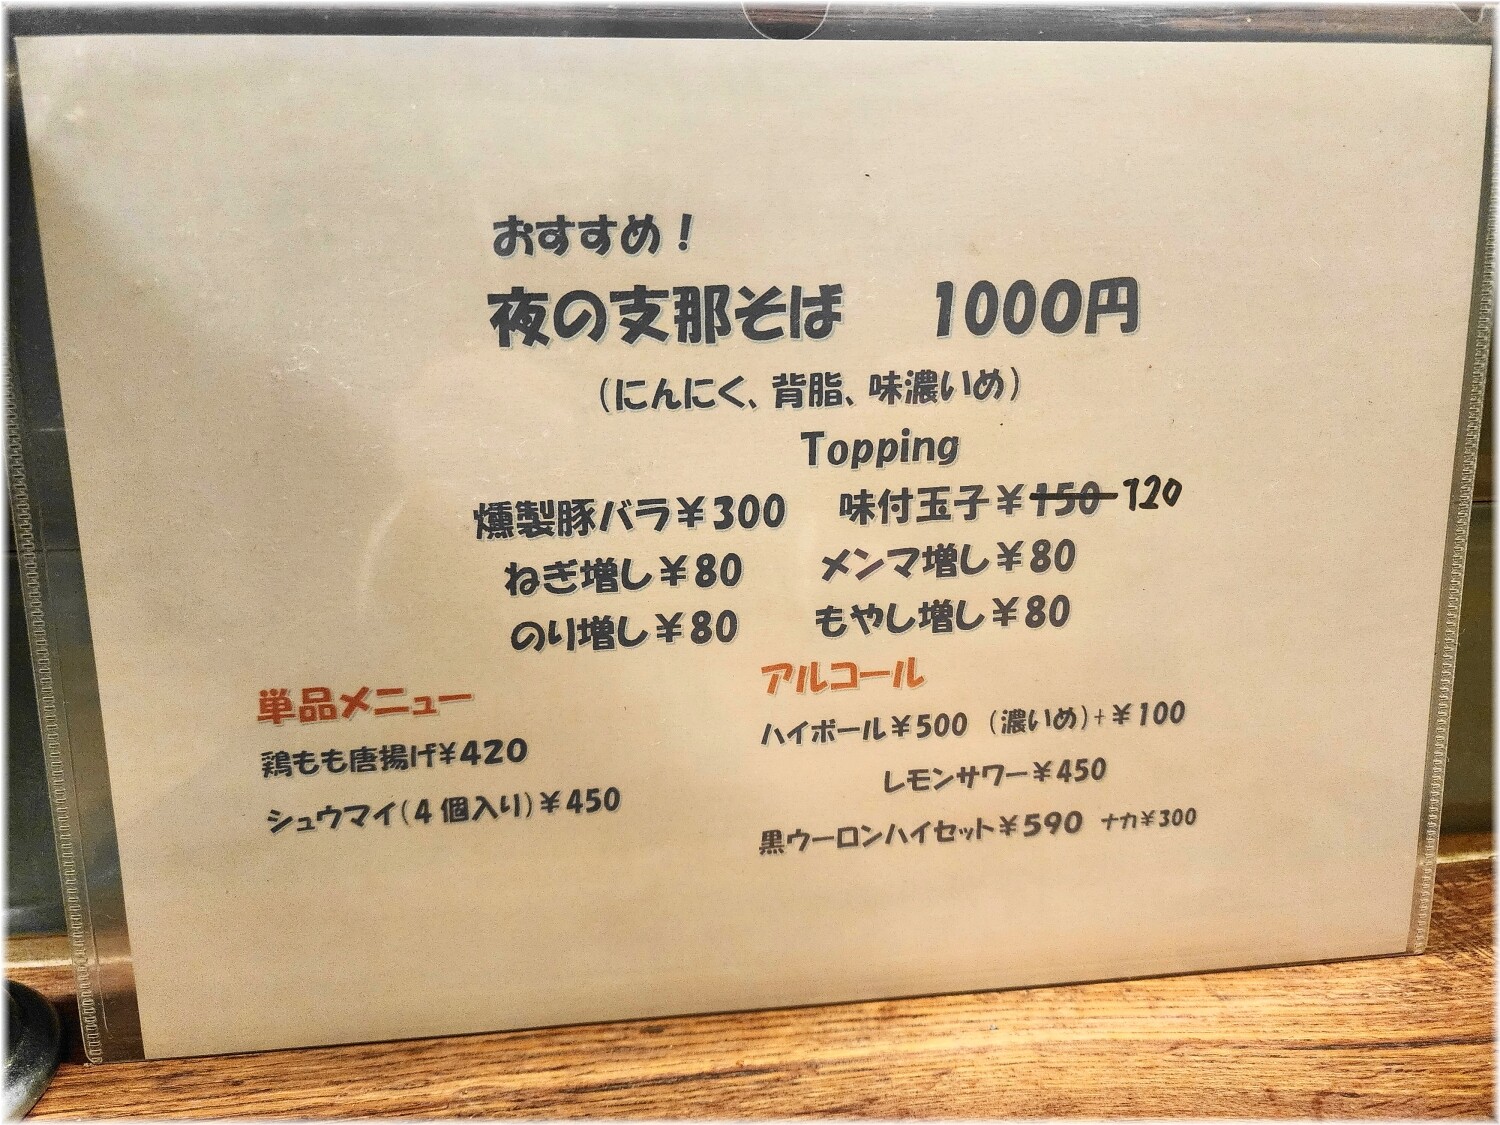 おすすめ！
夜の支那そば　1000円
（にんにく、背脂、味濃いめ）
Topping
燻製豚バラ￥300　味付玉子￥150 120
ねぎ増し￥80　メンマ増し￥80
のり増し￥80　もやし増し￥80
単品メニュー
鶏もも唐揚げ￥420
シュウマイ（4個入り）￥450
アルコール
ハイボール￥500（濃いめ）+￥100
レモンサワー￥450
黒ウーロンハイセット￥590 ナカ￥300